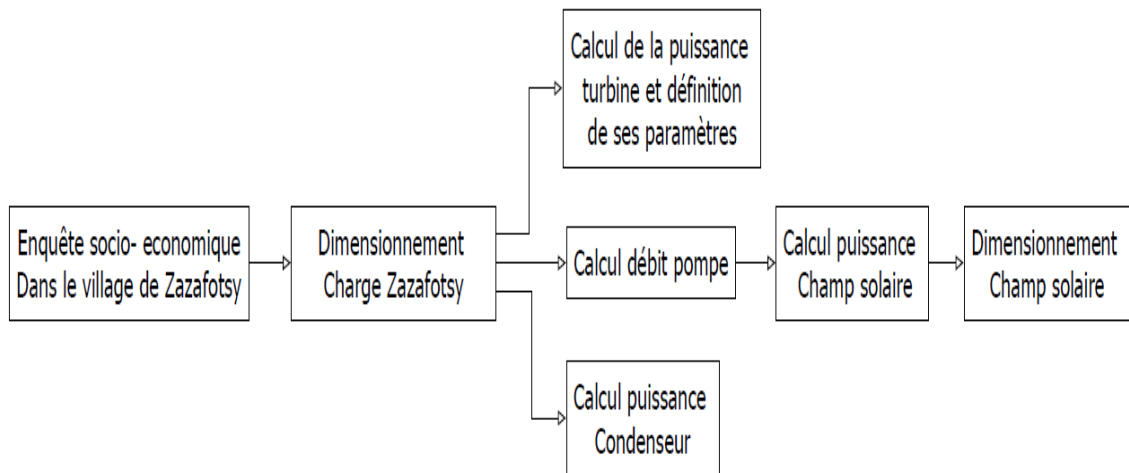 Enquête socio- economique
Dans le village de Zazafotsy
Dimensionnement
Charge Zazafotsy
Calcul de la puissance
turbine et définition
de ses paramètres
Calcul débit pompe
Calcul puissance
Champ solaire
Dimensionnement
Champ solaire
Calcul puissance
Condenseur